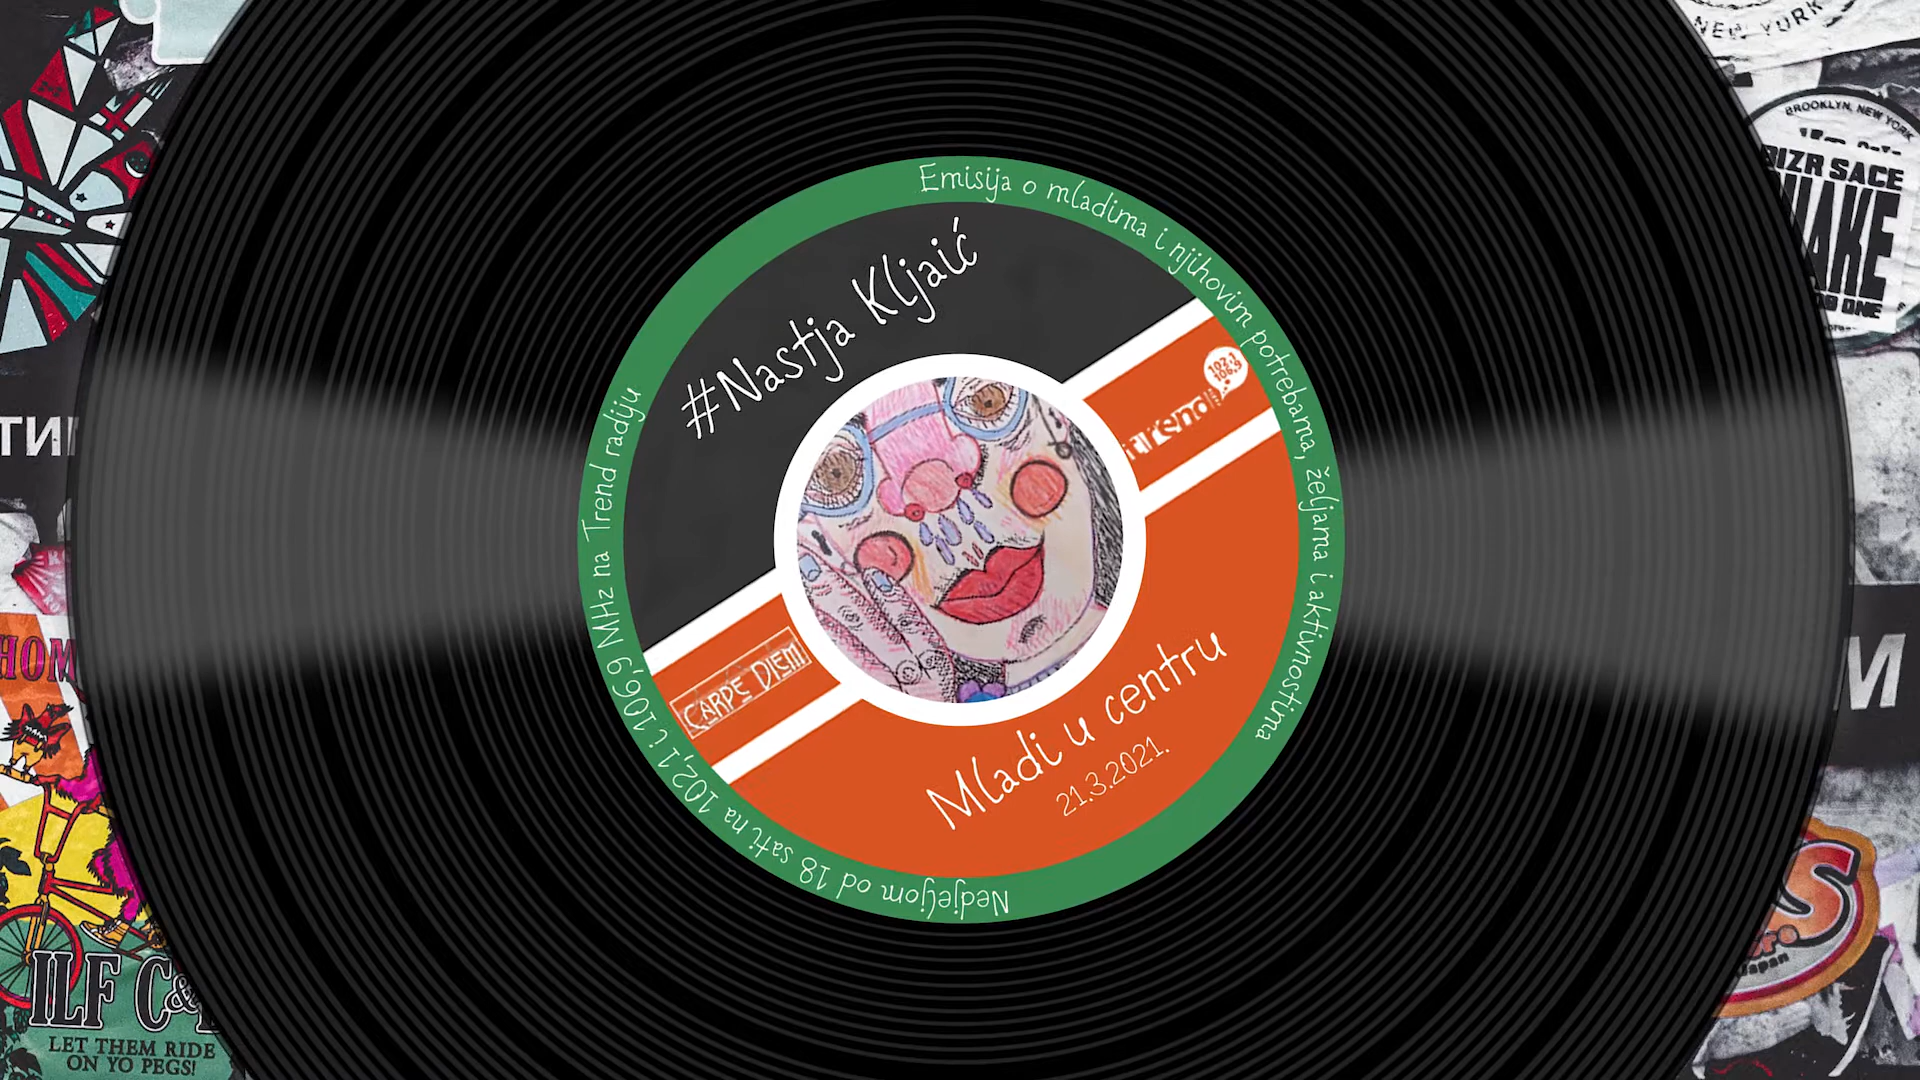 Emisija o mladima i njihovim potrebama, željama i aktivnostima
#Nastja Kljaić
102,1
106,9
trend
CARPE DIEM
Mladi u centru
21.3.2021.
Nedjeljom od 18 sati na 102,1 i 106,9 MHz na Trend radiju
NEW YORK
BROOKLYN, NEW YORK
SACE
ONE
Japan
LET THEM RIDE
ON YO PEGS!